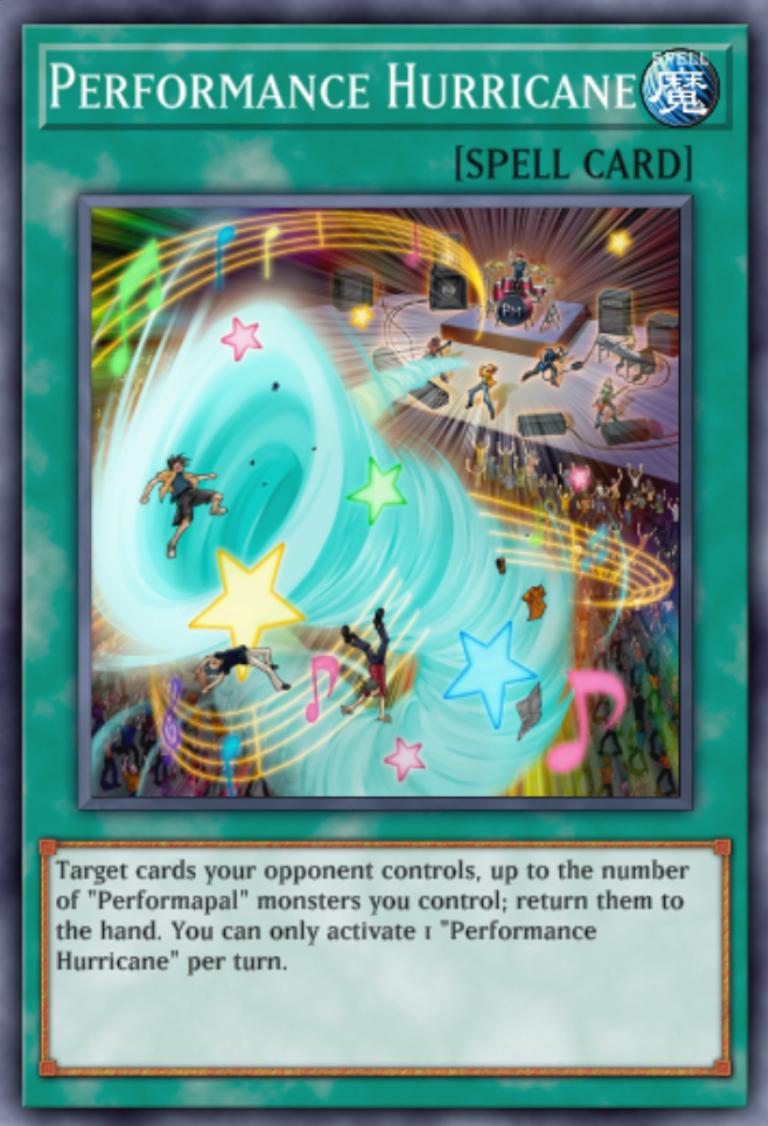 PERFORMANCE HURRICANE
SPELL
魔
[SPELL CARD]
PM
Target cards your opponent controls, up to the number
of "Performapal" monsters you control; return them to
the hand. You can only activate 1 "Performance
Hurricane" per turn.